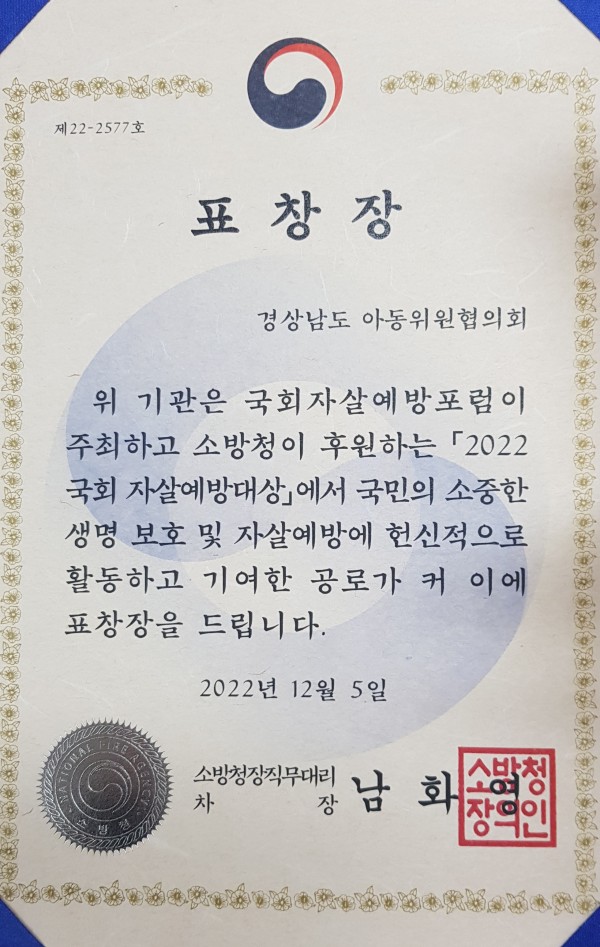 제22-2577호
표창장
경상남도 아동위원협의회
위 기관은 국회자살예방포럼이
주최하고 소방청이 후원하는 「2022
국회 자살예방대상」에서 국민의 소중한
생명 보호 및 자살예방에 헌신적으로
활동하고 기여한 공로가 커 이에
표창장을 드립니다.
2022년 12월 5일
NATIONAL FIRE AGENCY
소방청
소방청장직무대리
차장 남화영
소방청
장의인